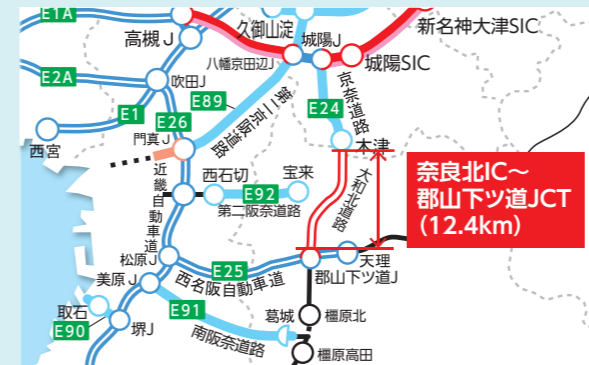 E1A
高槻J
久御山淀
城陽J
新名神大津SIC
八幡京田辺J
城陽SIC
E2A
吹田J
E89
京奈道路
E24
E1
E26
第二京阪道路
門真J
木津
西宮
近畿自動車道
西石切
宝来
E92
第二阪奈道路
大和北道路
奈良北IC～
郡山下ツ道JCT
(12.4km)
松原J
天理
美原J
西名阪自動車道
E25
郡山下ツ道J
取石
E91
葛城
橿原北
E90
堺J
南阪奈道路
橿原高田